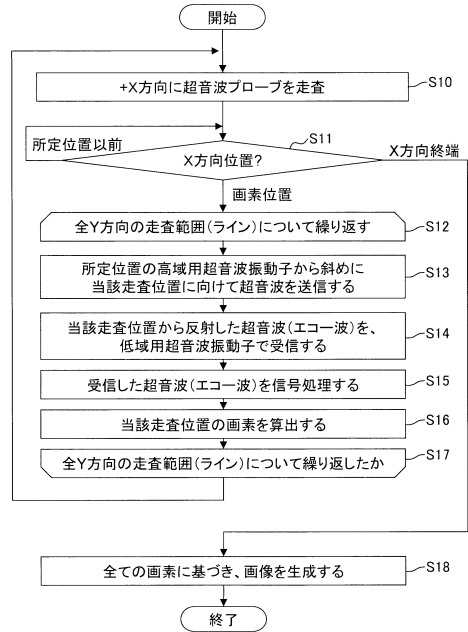 開始
+X方向に超音波プローブを走査
S10
所定位置以前
X方向位置?
S11
X方向終端
画素位置
全Y方向の走査範囲(ライン)について繰り返す
S12
所定位置の高域用超音波振動子から斜めに
当該走査位置に向けて超音波を送信する
S13
当該走査位置から反射した超音波(エコー波)を、
低域用超音波振動子で受信する
S14
受信した超音波(エコー波)を信号処理する
S15
当該走査位置の画素を算出する
S16
全Y方向の走査範囲(ライン)について繰り返したか
S17
全ての画素に基づき、画像を生成する
S18
終了